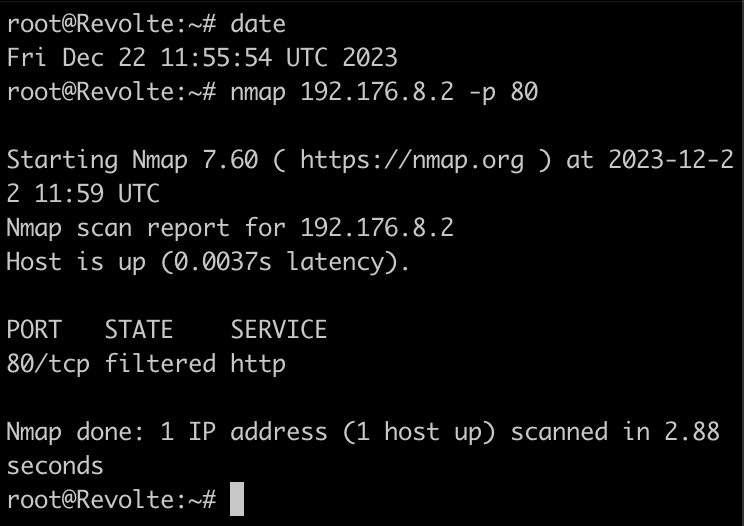 root@Revolte:~# date
Fri Dec 22 11:55:54 UTC 2023
root@Revolte:~# nmap 192.176.8.2 -p 80
Starting Nmap 7.60 ( https://nmap.org ) at 2023-12-2
2 11:59 UTC
Nmap scan report for 192.176.8.2
Host is up (0.0037s latency).
PORT   STATE    SERVICE
80/tcp filtered http
Nmap done: 1 IP address (1 host up) scanned in 2.88
seconds
root@Revolte:~#